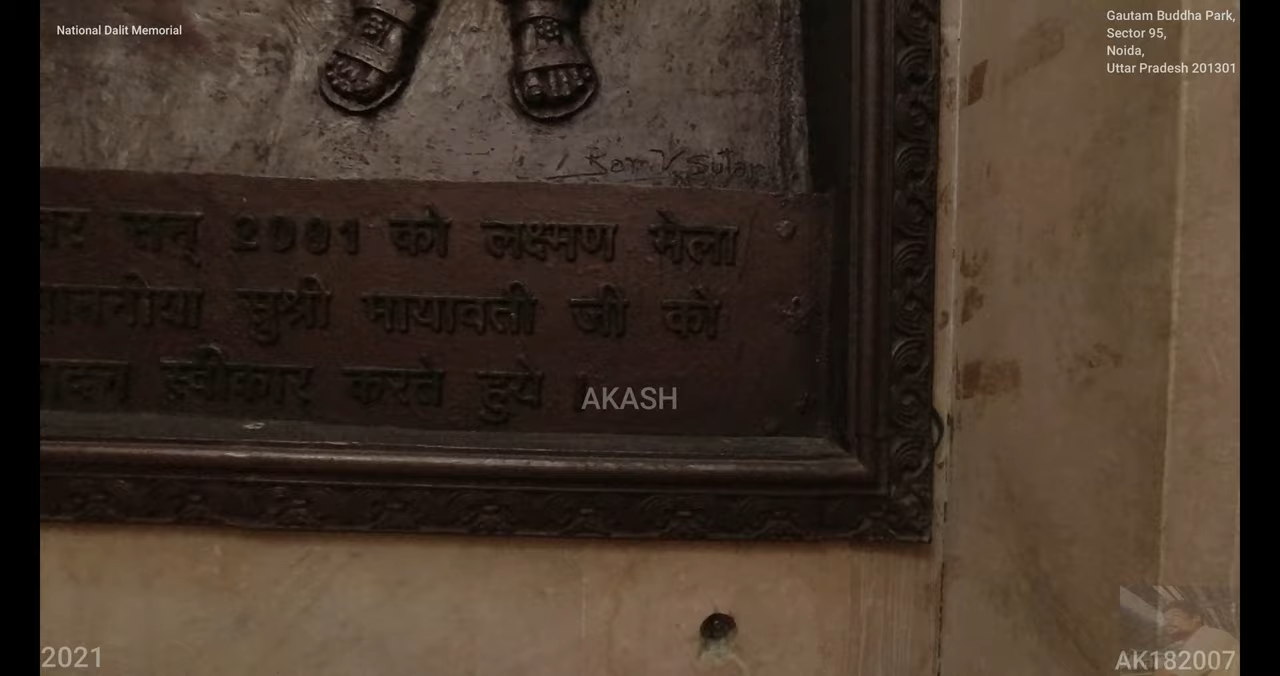 National Dalit Memorial
Gautam Buddha Park,
Sector 95,
Noida,
Uttar Pradesh 201301
Ram V. Sutar
सन् 2001 को लक्ष्मण मेला
माननीया सुश्री मायावती जी को
स्वीकार करते हुये ।
AKASH
2021
AK182007